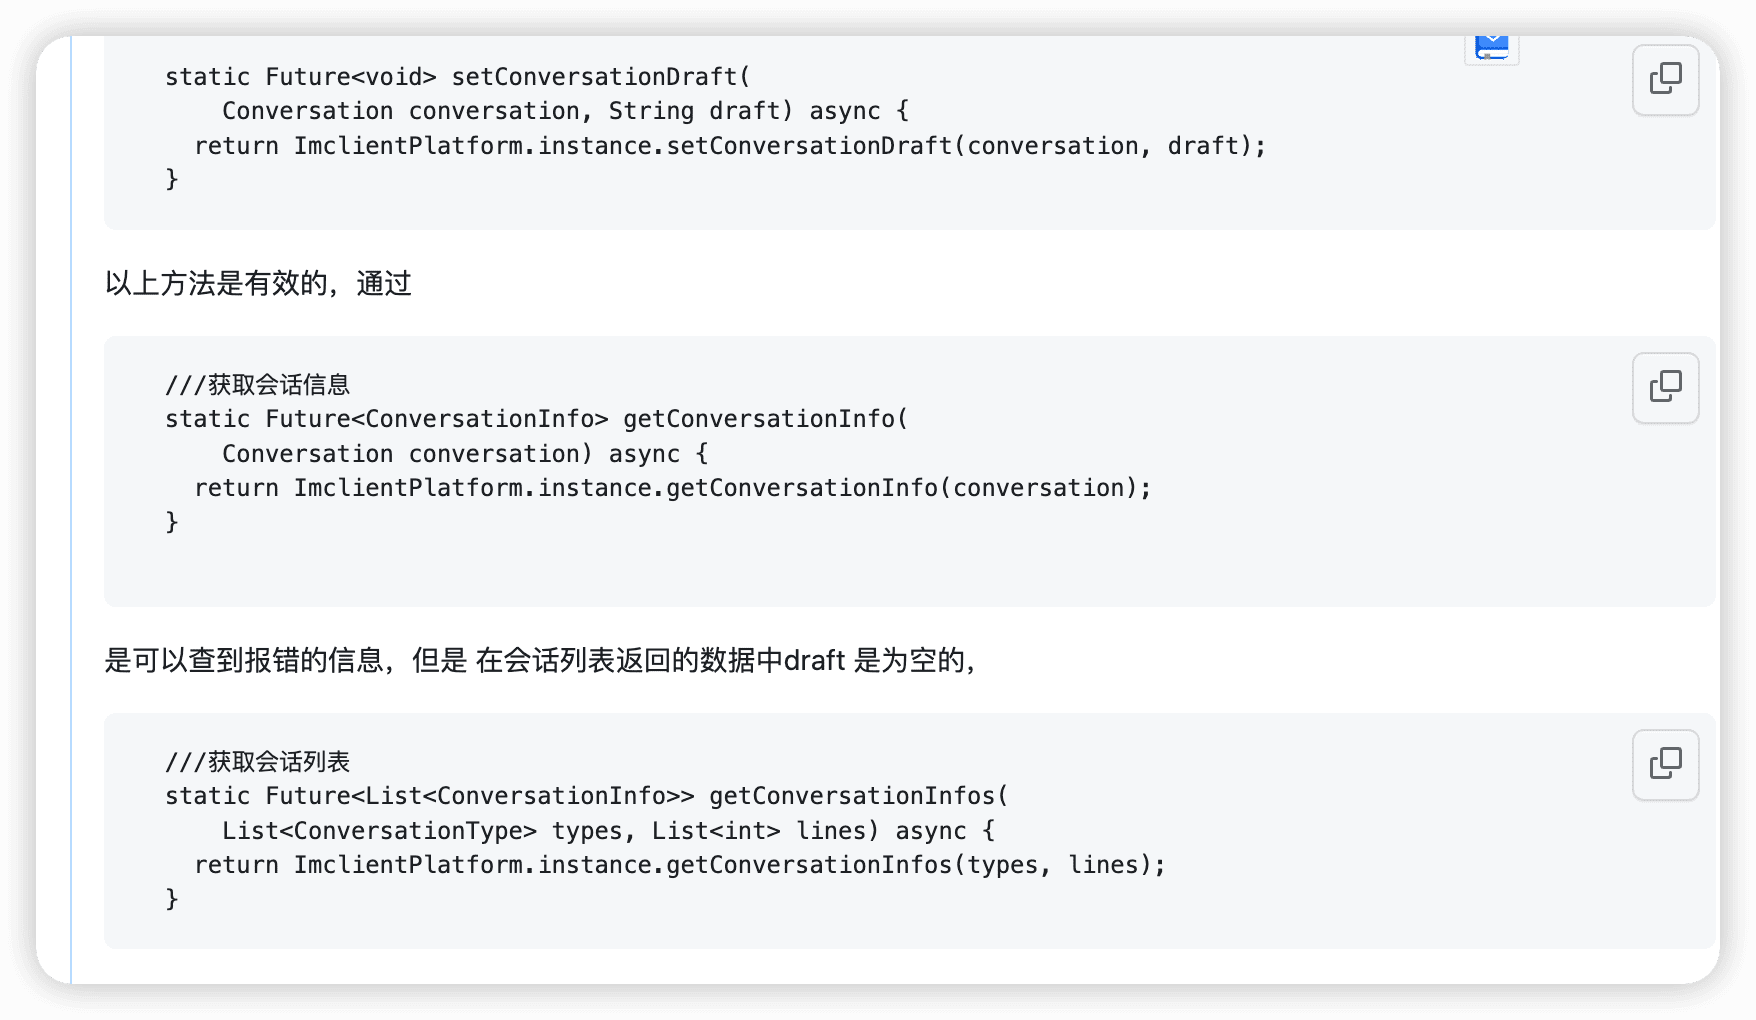 static Future<void> setConversationDraft(
    Conversation conversation, String draft) async {
  return ImclientPlatform.instance.setConversationDraft(conversation, draft);
}
以上方法是有效的，通过
///获取会话信息
static Future<ConversationInfo> getConversationInfo(
    Conversation conversation) async {
  return ImclientPlatform.instance.getConversationInfo(conversation);
}
是可以查到报错的信息，但是 在会话列表返回的数据中draft 是为空的，
///获取会话列表
static Future<List<ConversationInfo>> getConversationInfos(
    List<ConversationType> types, List<int> lines) async {
  return ImclientPlatform.instance.getConversationInfos(types, lines);
}